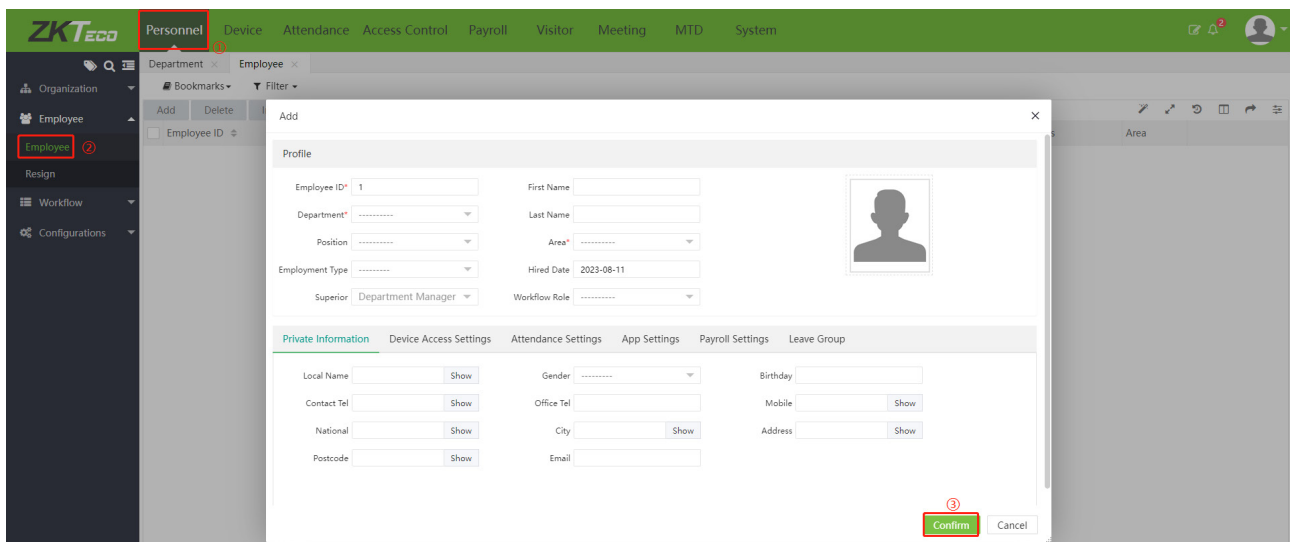 ZKTeco Personnel Device Attendance Access Control Payroll Visitor Meeting MTD System 2
①
Department × Employee ×
Bookmarks Filter
Organization
Add Delete
Employee
Employee ID Area
Employee ②
Resign
Workflow
Configurations
Add ×
Profile
Employee ID* 1 First Name
Department* ---------- Last Name
Position ---------- Area* ----------
Employment Type --------- Hired Date 2023-08-11
Superior Department Manager Workflow Role ----------
Private Information Device Access Settings Attendance Settings App Settings Payroll Settings Leave Group
Local Name Show Gender --------- Birthday
Contact Tel Show Office Tel Mobile Show
National Show City Show Address Show
Postcode Show Email
③
Confirm Cancel